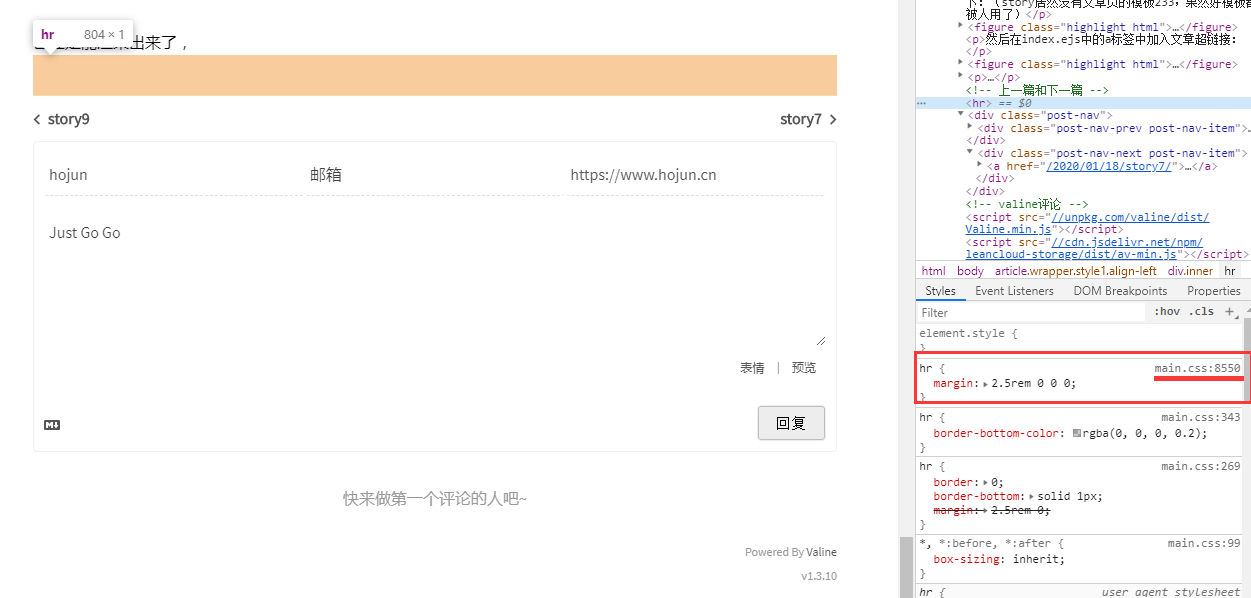 hr 804 × 1
出来了，
story9
story7
hojun 邮箱 https://www.hojun.cn
Just Go Go
表情 | 预览
M↓
回复
快来做第一个评论的人吧~
Powered By Valine
v1.3.10
下：（story居然没有文章页的模板233，果然好模板都
被人用了）</p>
<figure class="highlight html">…</figure>
<p>然后在index.ejs中的a标签中加入文章超链接：
</p>
<figure class="highlight html">…</figure>
<p>…</p>
<!-- 上一篇和下一篇 -->
<hr> == $0
<div class="post-nav">
<div class="post-nav-prev post-nav-item">…
</div>
<div class="post-nav-next post-nav-item">
<a href="/2020/01/18/story7/">…</a>
</div>
</div>
<!-- valine评论 -->
<script src="//unpkg.com/valine/dist/
Valine.min.js"></script>
<script src="//cdn.jsdelivr.net/npm/
leancloud-storage/dist/av-min.js"></script>
html body article.wrapper.style1.align-left div.inner hr
Styles Event Listeners DOM Breakpoints Properties
Filter :hov .cls +
element.style {
}
hr { main.css:8550
margin: 2.5rem 0 0 0;
}
hr { main.css:343
border-bottom-color: rgba(0, 0, 0, 0.2);
}
hr { main.css:269
border: 0;
border-bottom: solid 1px;
margin: 2.5rem 0;
}
*, *:before, *:after { main.css:99
box-sizing: inherit;
}
hr { user agent stylesheet